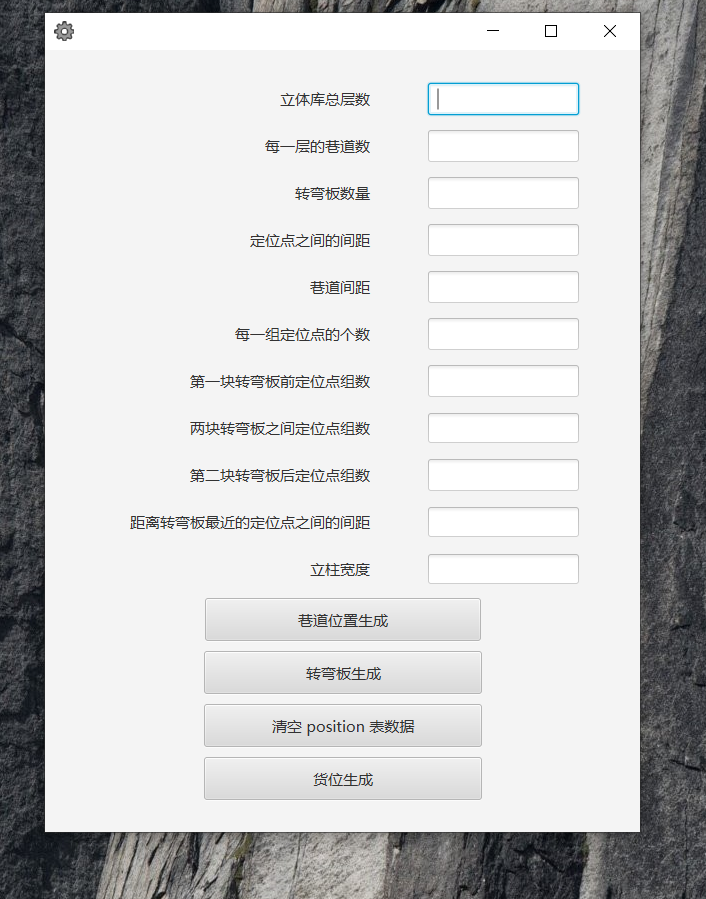 立体库总层数
每一层的巷道数
转弯板数量
定位点之间的间距
巷道间距
每一组定位点的个数
第一块转弯板前定位点组数
两块转弯板之间定位点组数
第二块转弯板后定位点组数
距离转弯板最近的定位点之间的间距
立柱宽度
巷道位置生成
转弯板生成
清空 position 表数据
货位生成